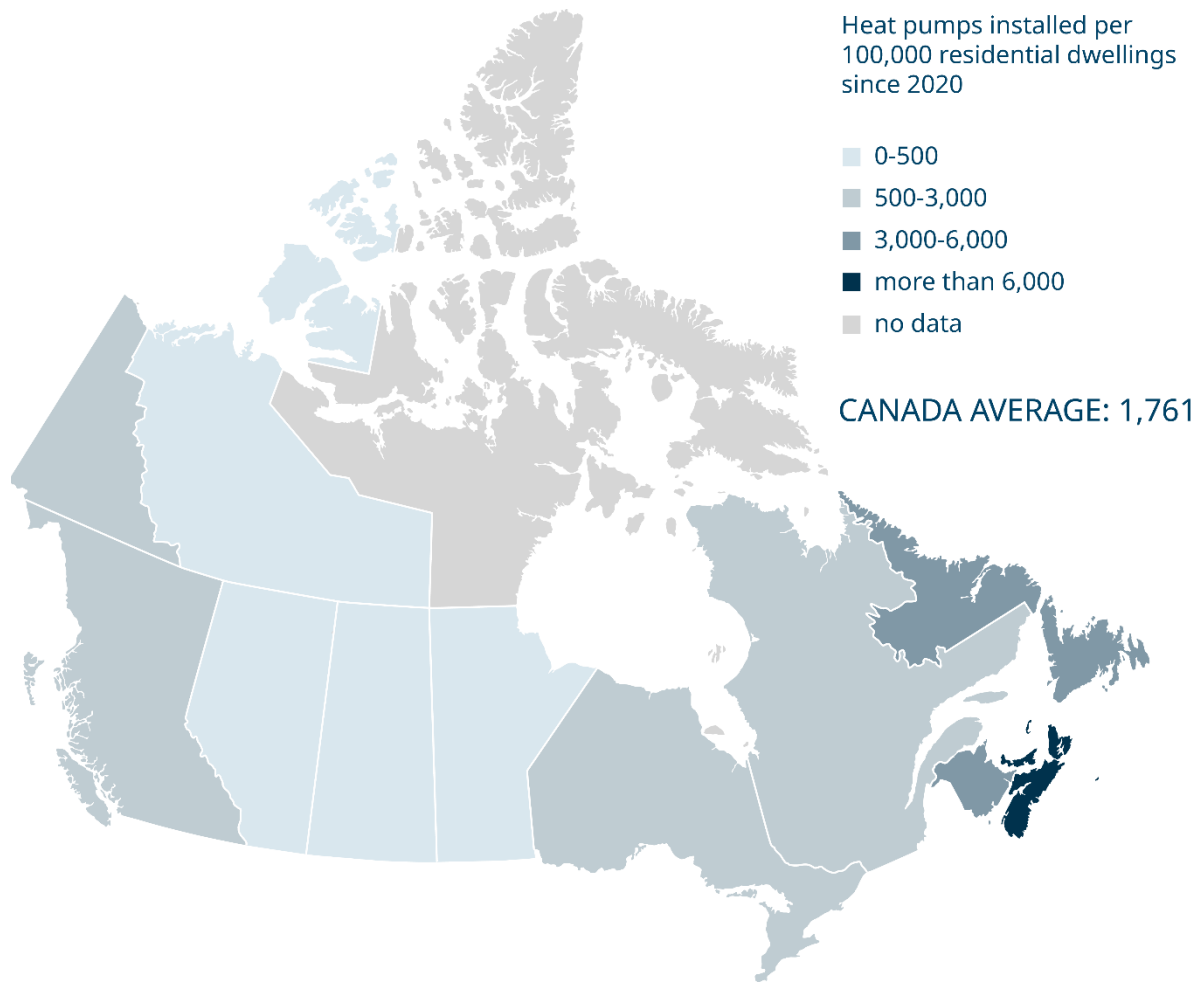 Heat pumps installed per
100,000 residential dwellings
since 2020
0-500
500-3,000
3,000-6,000
more than 6,000
no data
CANADA AVERAGE: 1,761